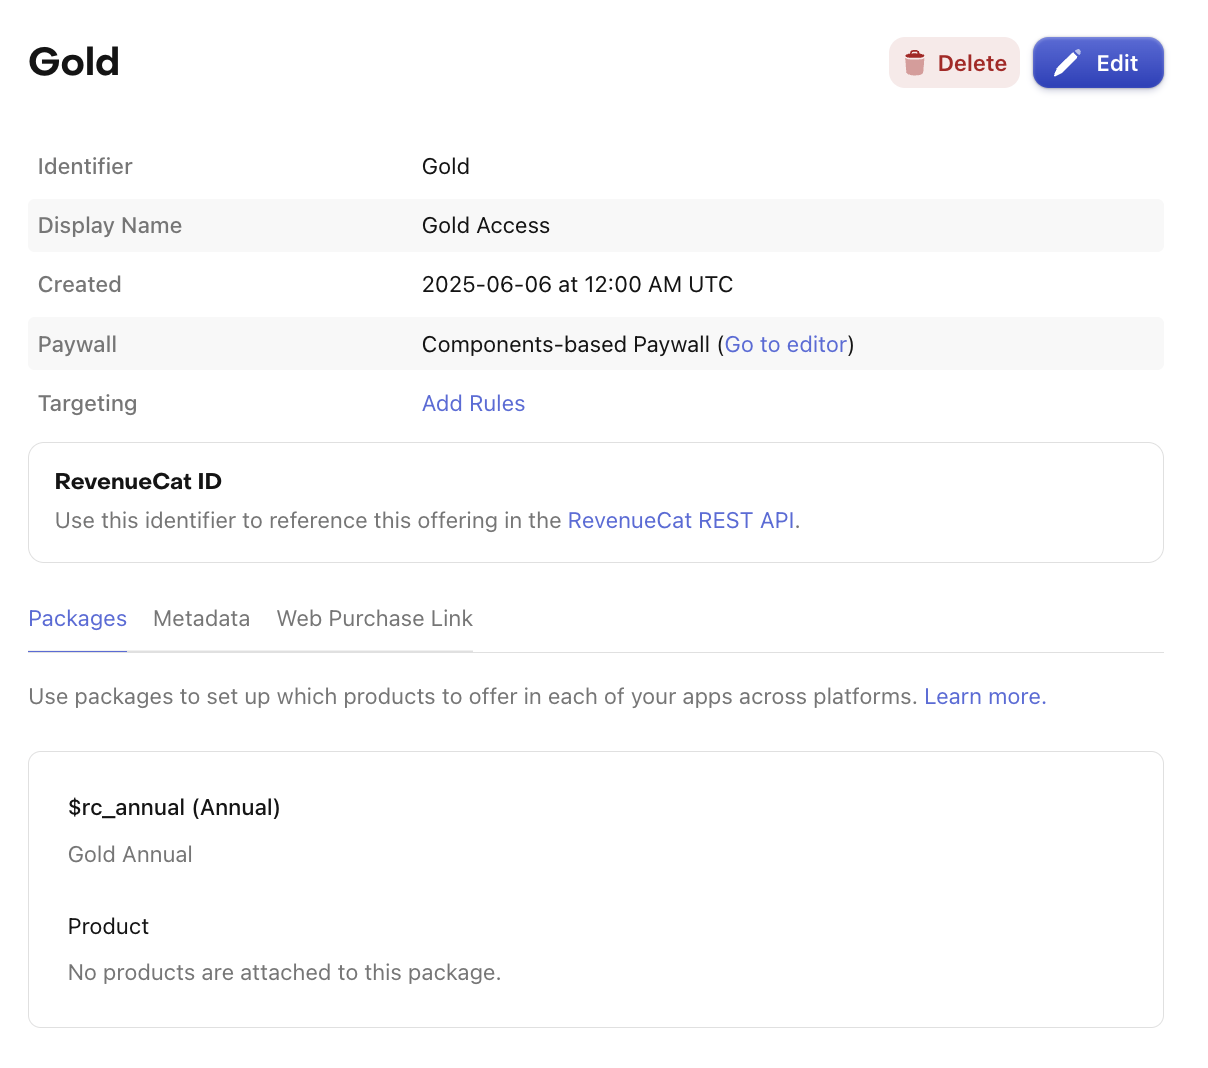 Gold
Delete
Edit
Identifier Gold
Display Name Gold Access
Created 2025-06-06 at 12:00 AM UTC
Paywall Components-based Paywall (Go to editor)
Targeting Add Rules
RevenueCat ID
Use this identifier to reference this offering in the RevenueCat REST API.
Packages Metadata Web Purchase Link
Use packages to set up which products to offer in each of your apps across platforms. Learn more.
$rc_annual (Annual)
Gold Annual
Product
No products are attached to this package.